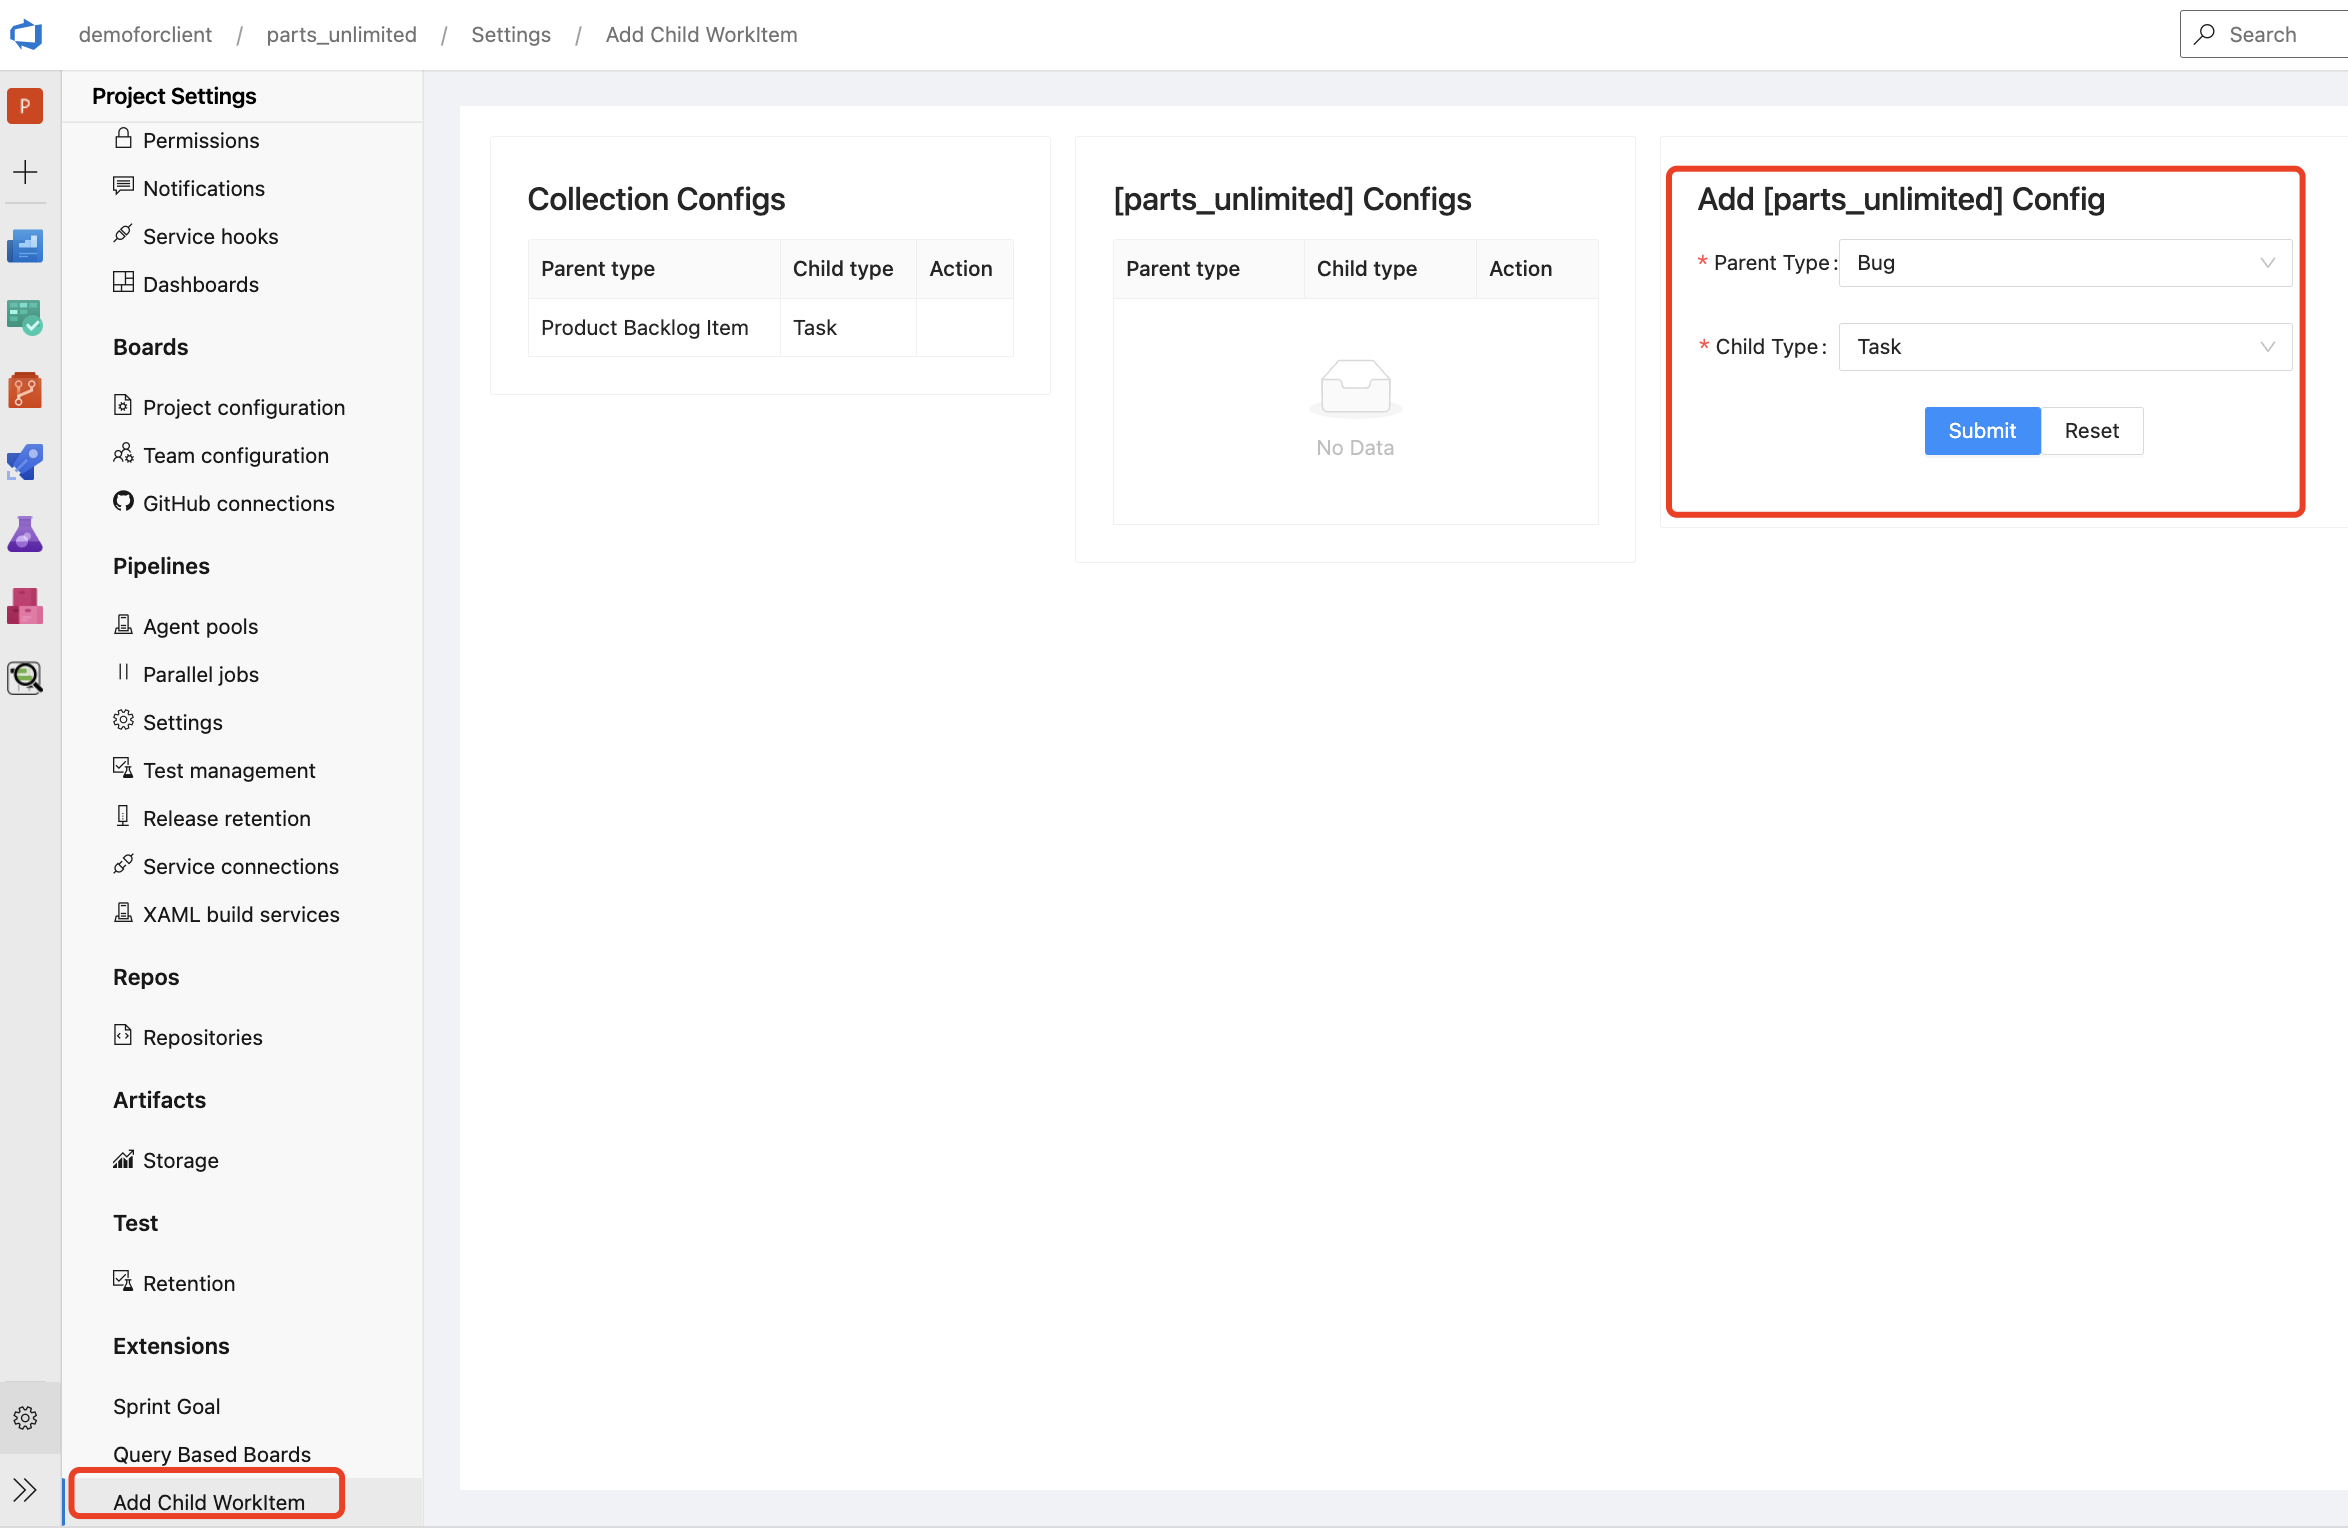 demoforclient / parts_unlimited / Settings / Add Child WorkItem
Search
P
Project Settings
Permissions
Notifications
Service hooks
Dashboards
Boards
Project configuration
Team configuration
GitHub connections
Pipelines
Agent pools
Parallel jobs
Settings
Test management
Release retention
Service connections
XAML build services
Repos
Repositories
Artifacts
Storage
Test
Retention
Extensions
Sprint Goal
Query Based Boards
Add Child WorkItem
Collection Configs
Parent type Child type Action
Product Backlog Item Task
[parts_unlimited] Configs
Parent type Child type Action
No Data
Add [parts_unlimited] Config
* Parent Type: Bug
* Child Type: Task
Submit Reset